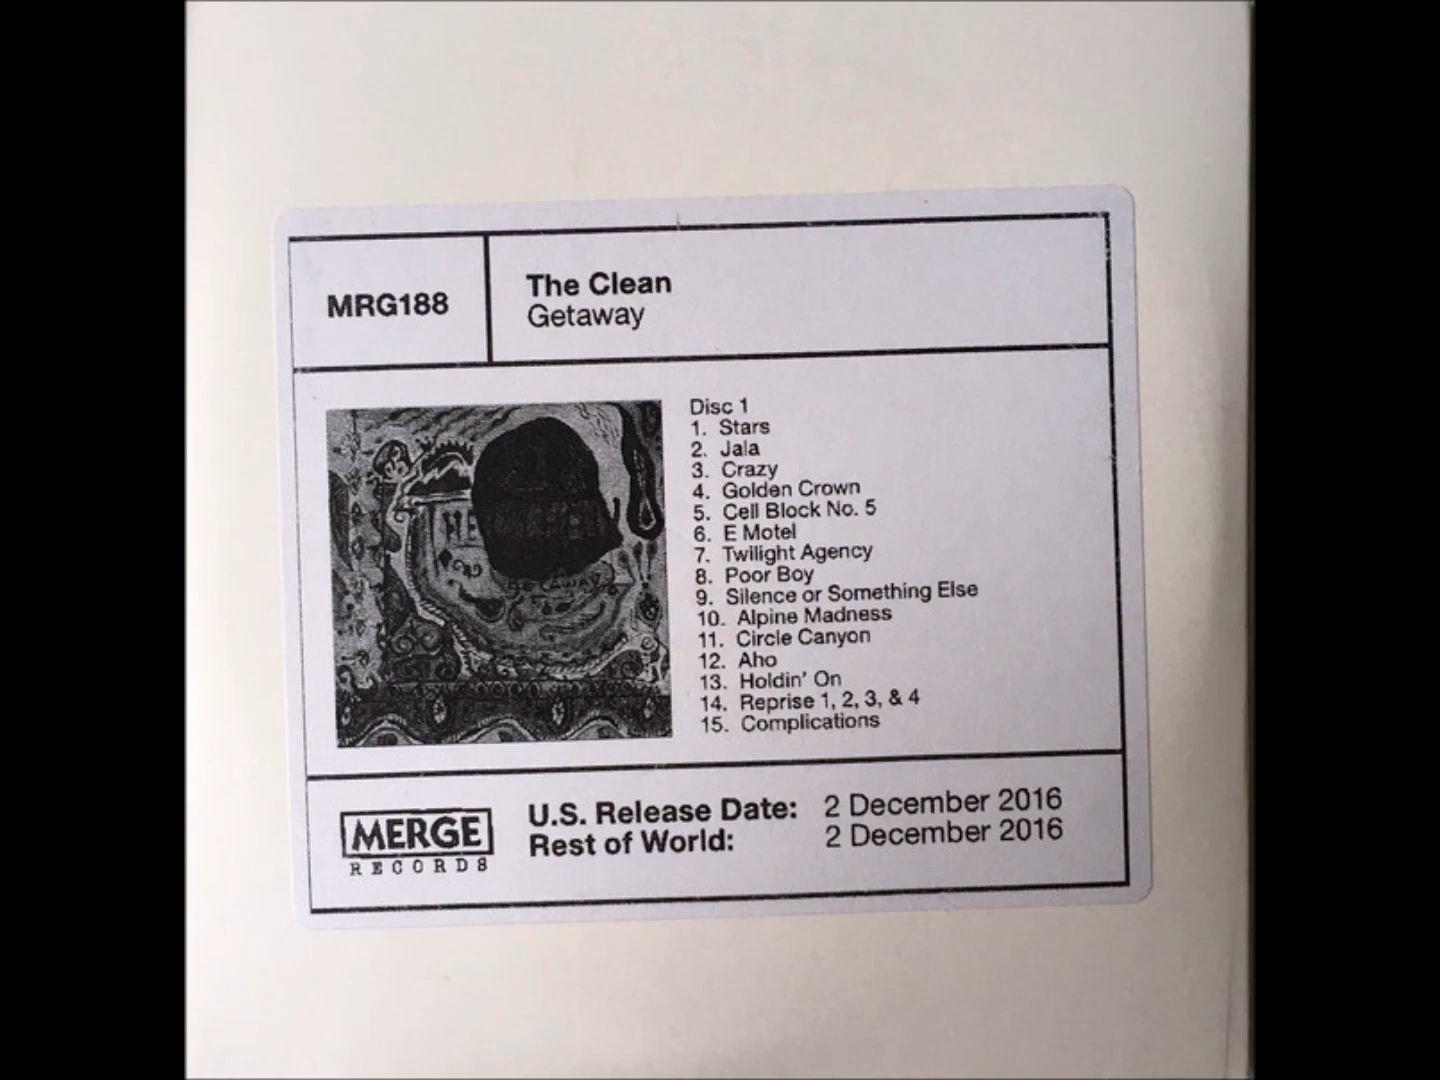 MRG188
The Clean
Getaway
Disc 1
1. Stars
2. Jala
3. Crazy
4. Golden Crown
5. Cell Block No. 5
6. E Motel
7. Twilight Agency
8. Poor Boy
9. Silence or Something Else
10. Alpine Madness
11. Circle Canyon
12. Aho
13. Holdin' On
14. Reprise 1, 2, 3, & 4
15. Complications
GETAWAY
MERGE
RECORDS
U.S. Release Date: 2 December 2016
Rest of World: 2 December 2016